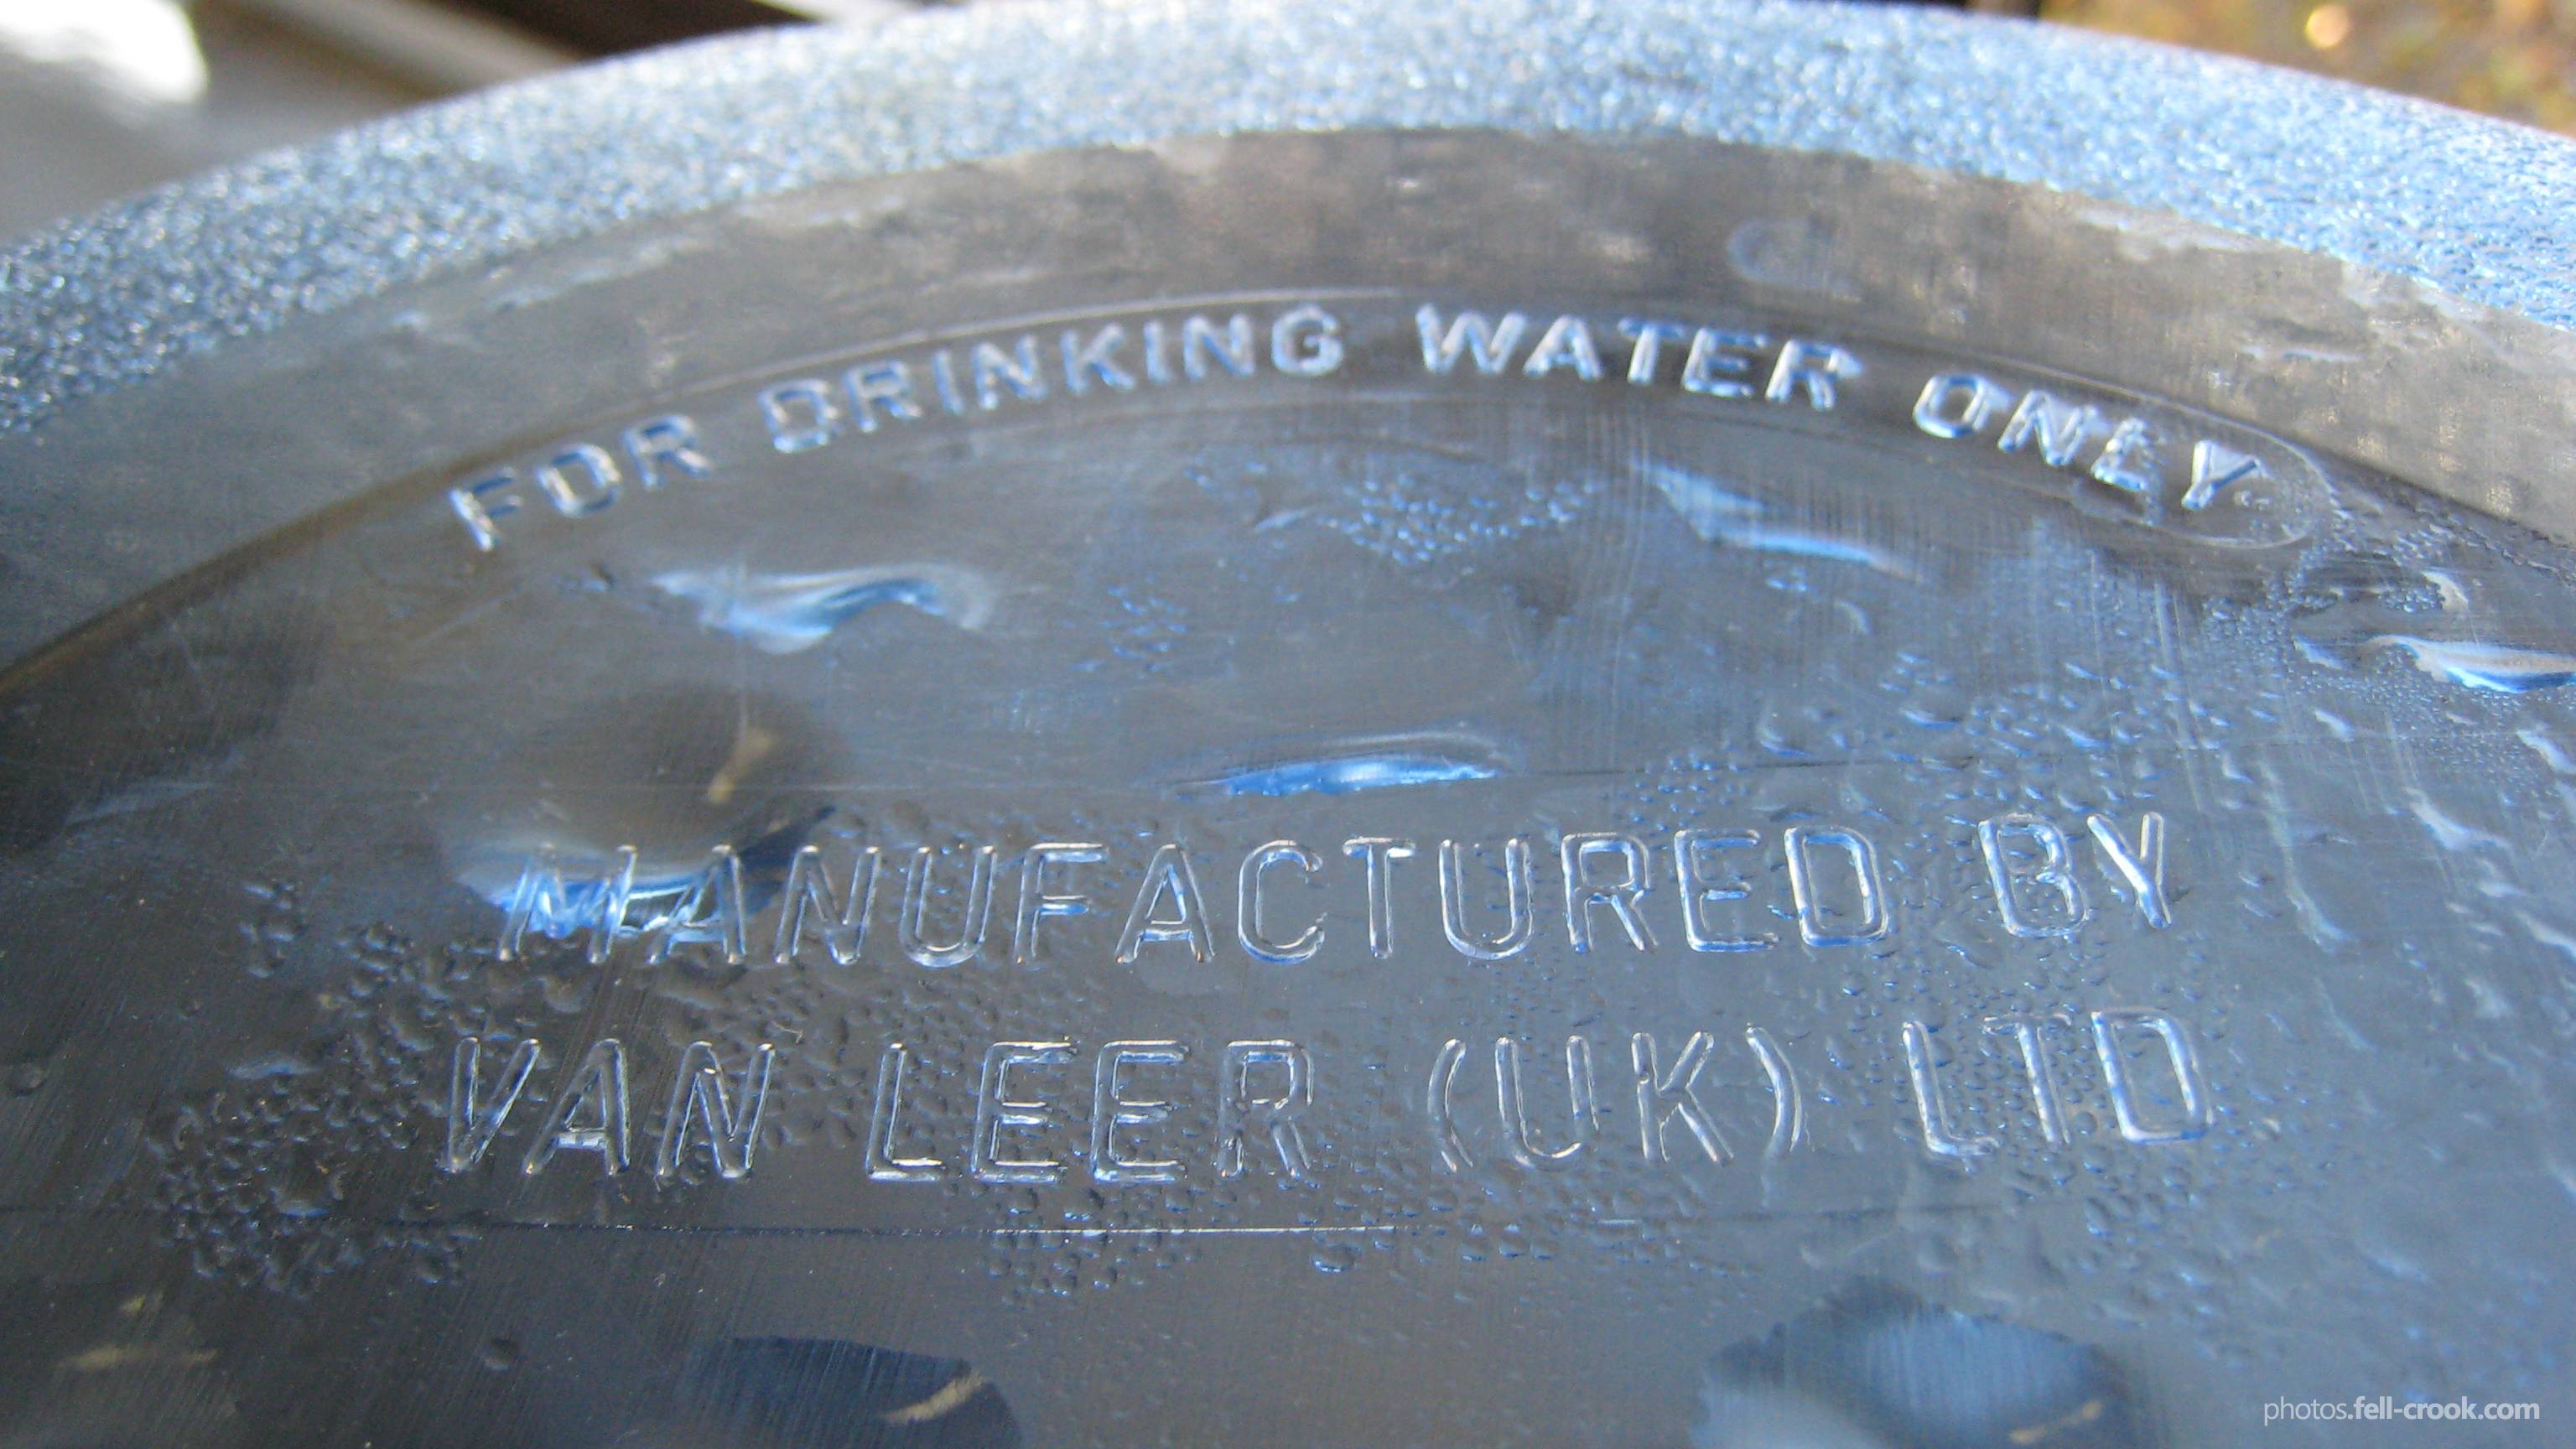 FOR DRINKING WATER ONLY
MANUFACTURED BY
VAN LEER (UK) LTD
photos.fell-crook.com